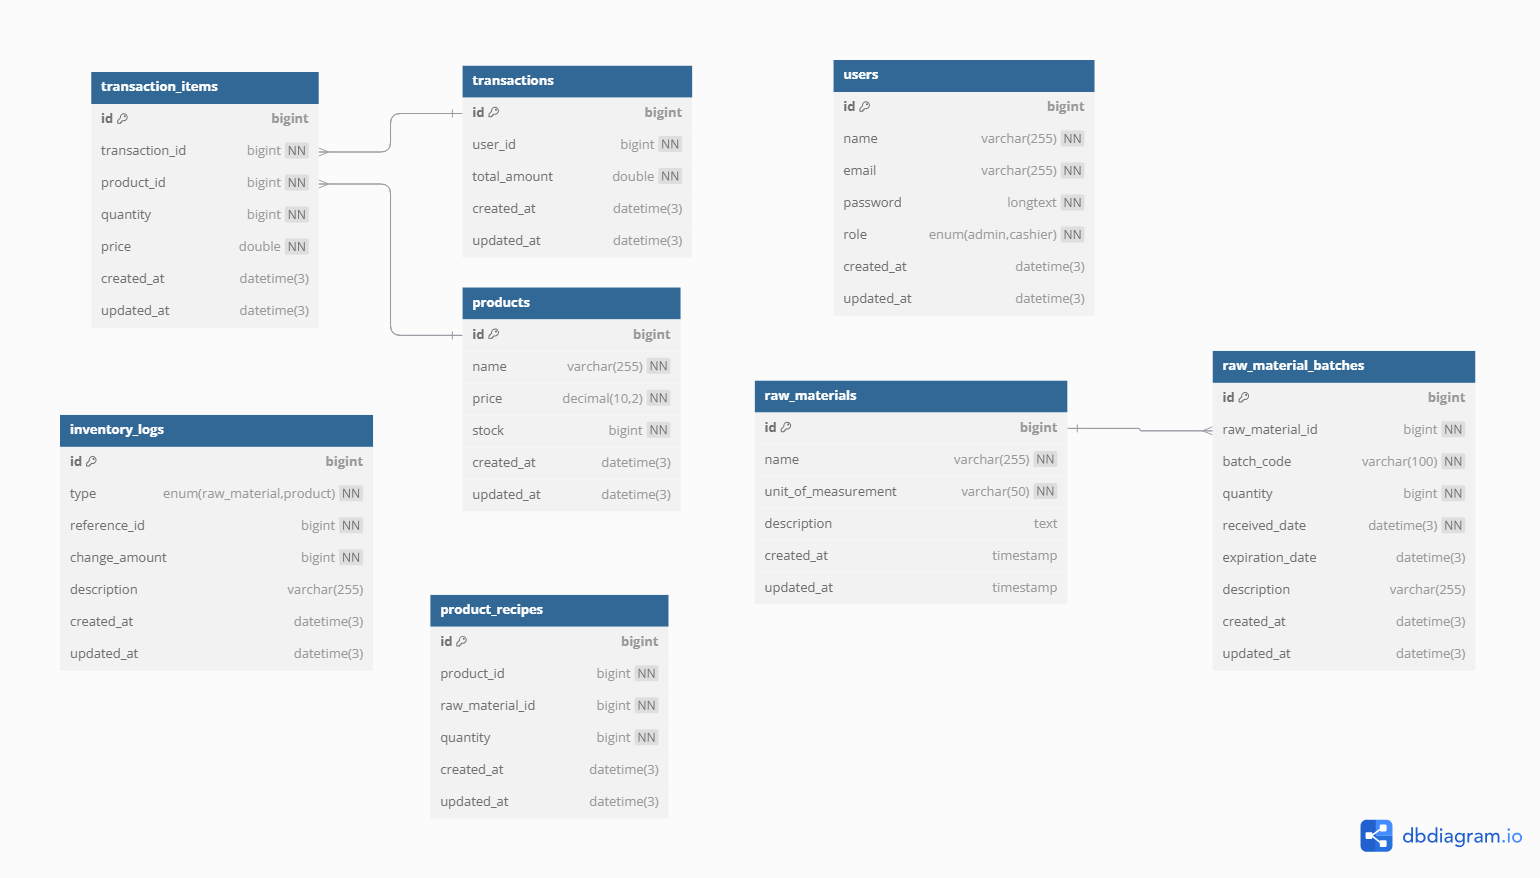 transaction_items
id bigint
transaction_id bigint NN
product_id bigint NN
quantity bigint NN
price double NN
created_at datetime(3)
updated_at datetime(3)
transactions
id bigint
user_id bigint NN
total_amount double NN
created_at datetime(3)
updated_at datetime(3)
users
id bigint
name varchar(255) NN
email varchar(255) NN
password longtext NN
role enum(admin,cashier) NN
created_at datetime(3)
updated_at datetime(3)
products
id bigint
name varchar(255) NN
price decimal(10,2) NN
stock bigint NN
created_at datetime(3)
updated_at datetime(3)
raw_material_batches
id bigint
raw_material_id bigint NN
batch_code varchar(100) NN
quantity bigint NN
received_date datetime(3) NN
expiration_date datetime(3)
description varchar(255)
created_at datetime(3)
updated_at datetime(3)
raw_materials
id bigint
name varchar(255) NN
unit_of_measurement varchar(50) NN
description text
created_at timestamp
updated_at timestamp
inventory_logs
id bigint
type enum(raw_material,product) NN
reference_id bigint NN
change_amount bigint NN
description varchar(255)
created_at datetime(3)
updated_at datetime(3)
product_recipes
id bigint
product_id bigint NN
raw_material_id bigint NN
quantity bigint NN
created_at datetime(3)
updated_at datetime(3)
dbdiagram.io